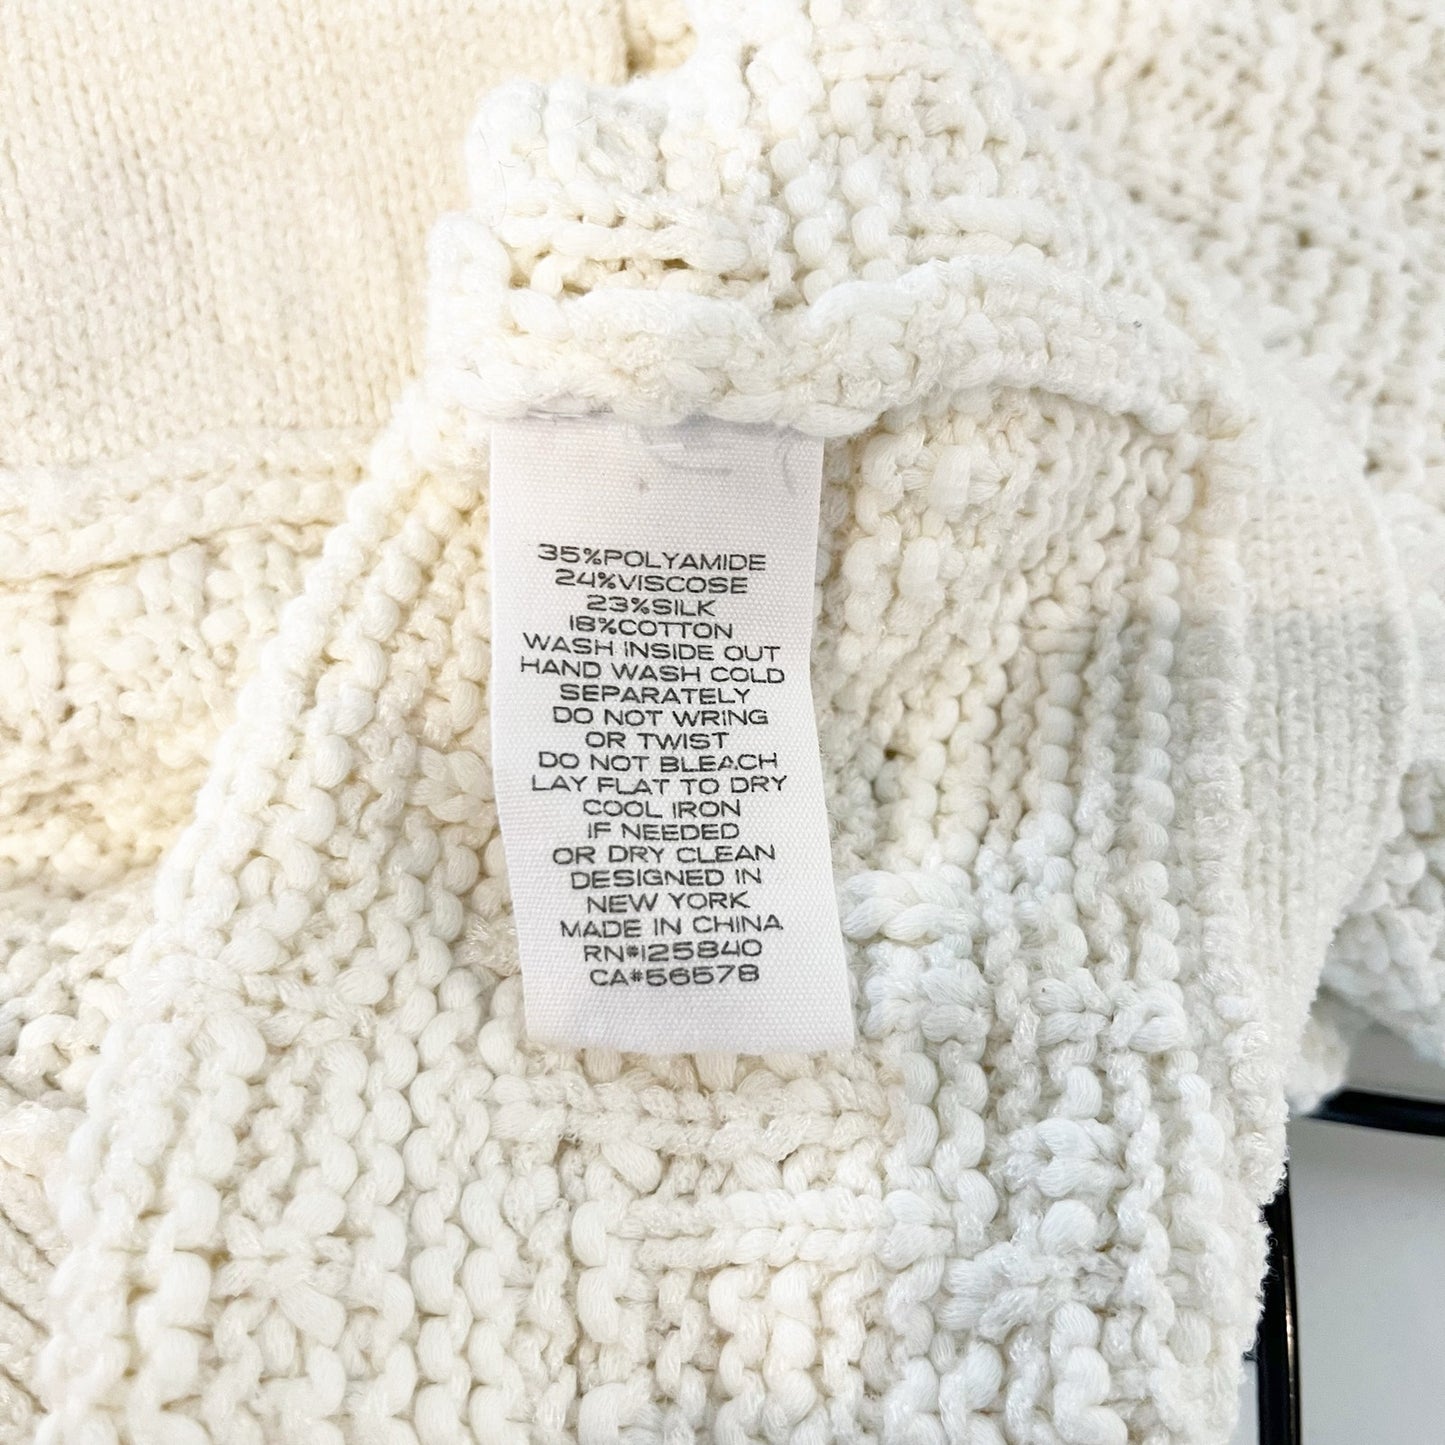 35%POLYAMIDE
24%VISCOSE
23%SILK
18%COTTON
WASH INSIDE OUT
HAND WASH COLD
SEPARATELY
DO NOT WRING
OR TWIST
DO NOT BLEACH
LAY FLAT TO DRY
COOL IRON
IF NEEDED
OR DRY CLEAN
DESIGNED IN
NEW YORK
MADE IN CHINA
RN#125840
CA#56578